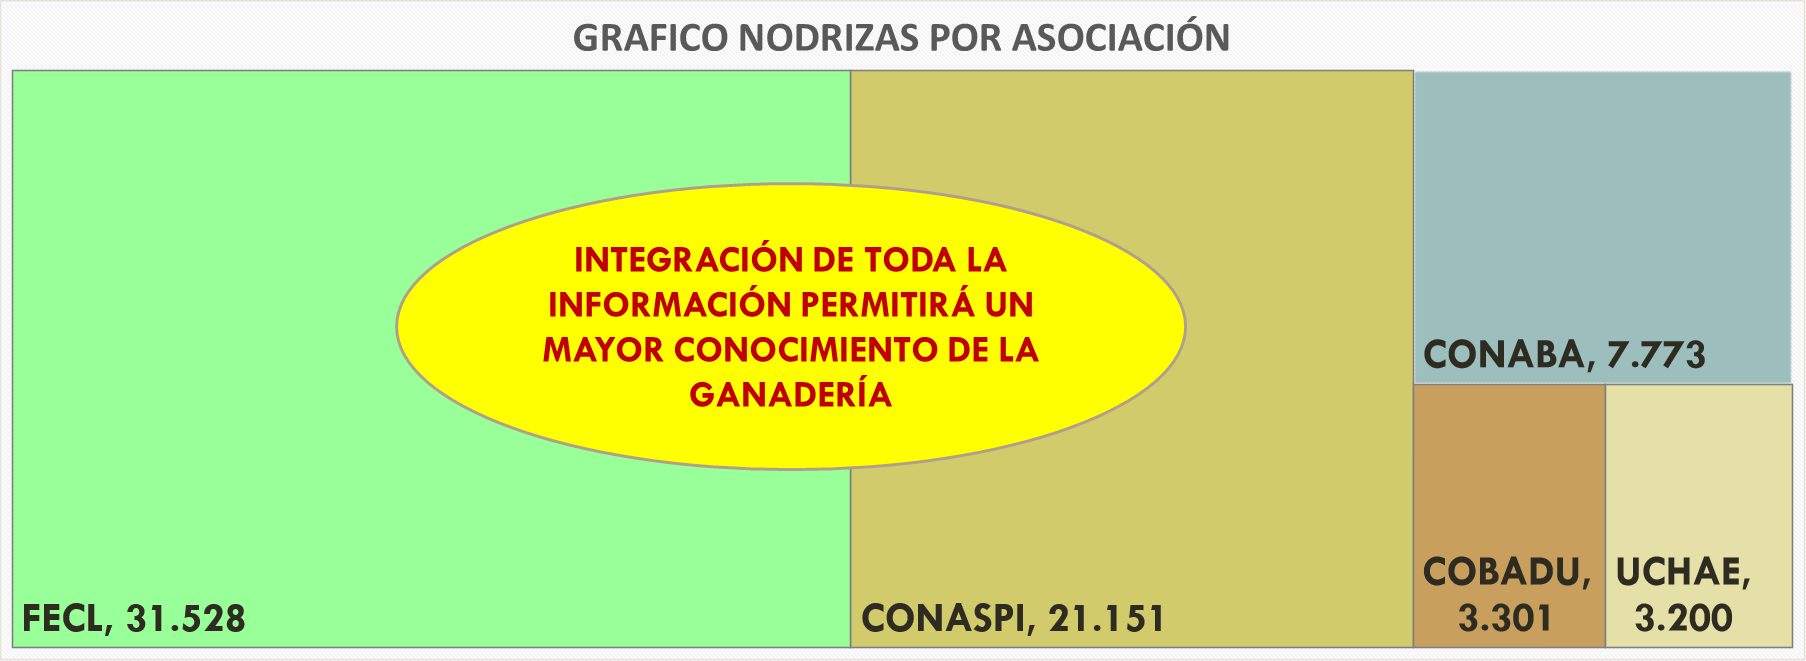 GRAFICO NODRIZAS POR ASOCIACIÓN
INTEGRACIÓN DE TODA LA
INFORMACIÓN PERMITIRÁ UN
MAYOR CONOCIMIENTO DE LA
GANADERÍA
FECL, 31.528
CONASPI, 21.151
CONABA, 7.773
COBADU,
3.301
UCHAE,
3.200